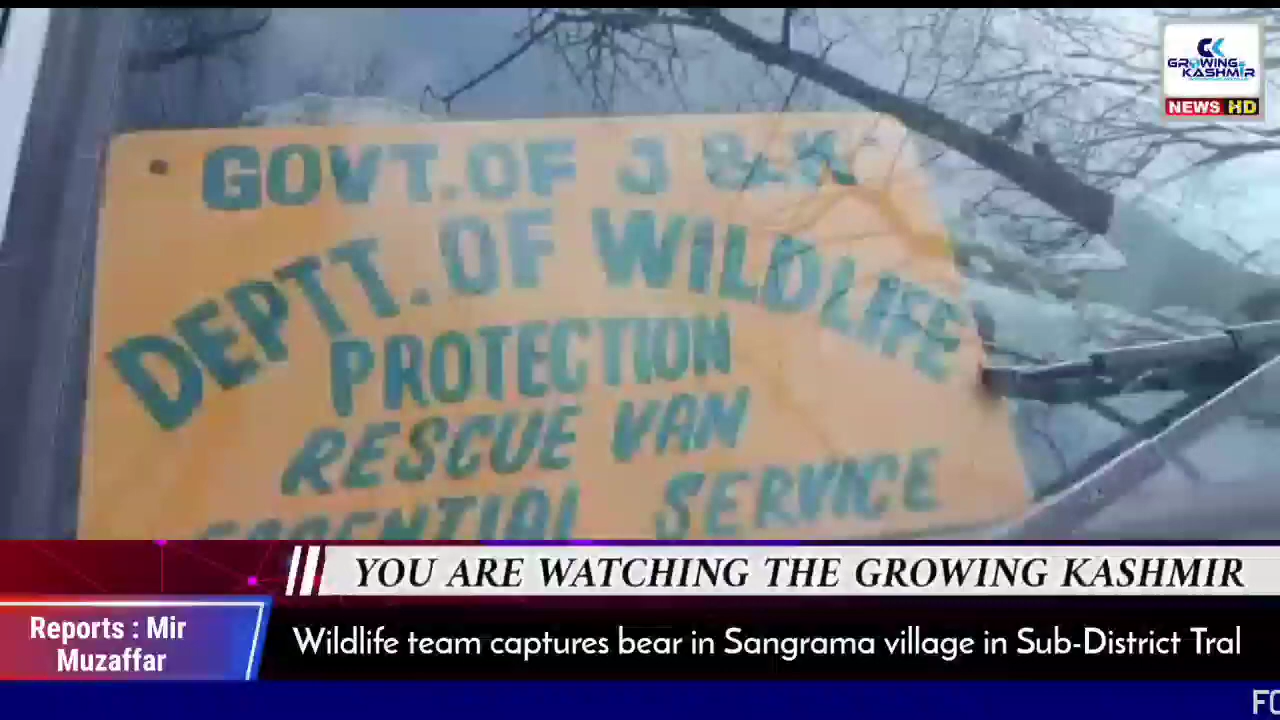 GROWING
KASHMIR
NEWS HD
GOVT. OF J & K
DEPTT. OF WILDLIFE
PROTECTION
RESCUE VAN
ESSENTIAL SERVICE
YOU ARE WATCHING THE GROWING KASHMIR
Reports : Mir
Muzaffar
Wildlife team captures bear in Sangrama village in Sub-District Tral